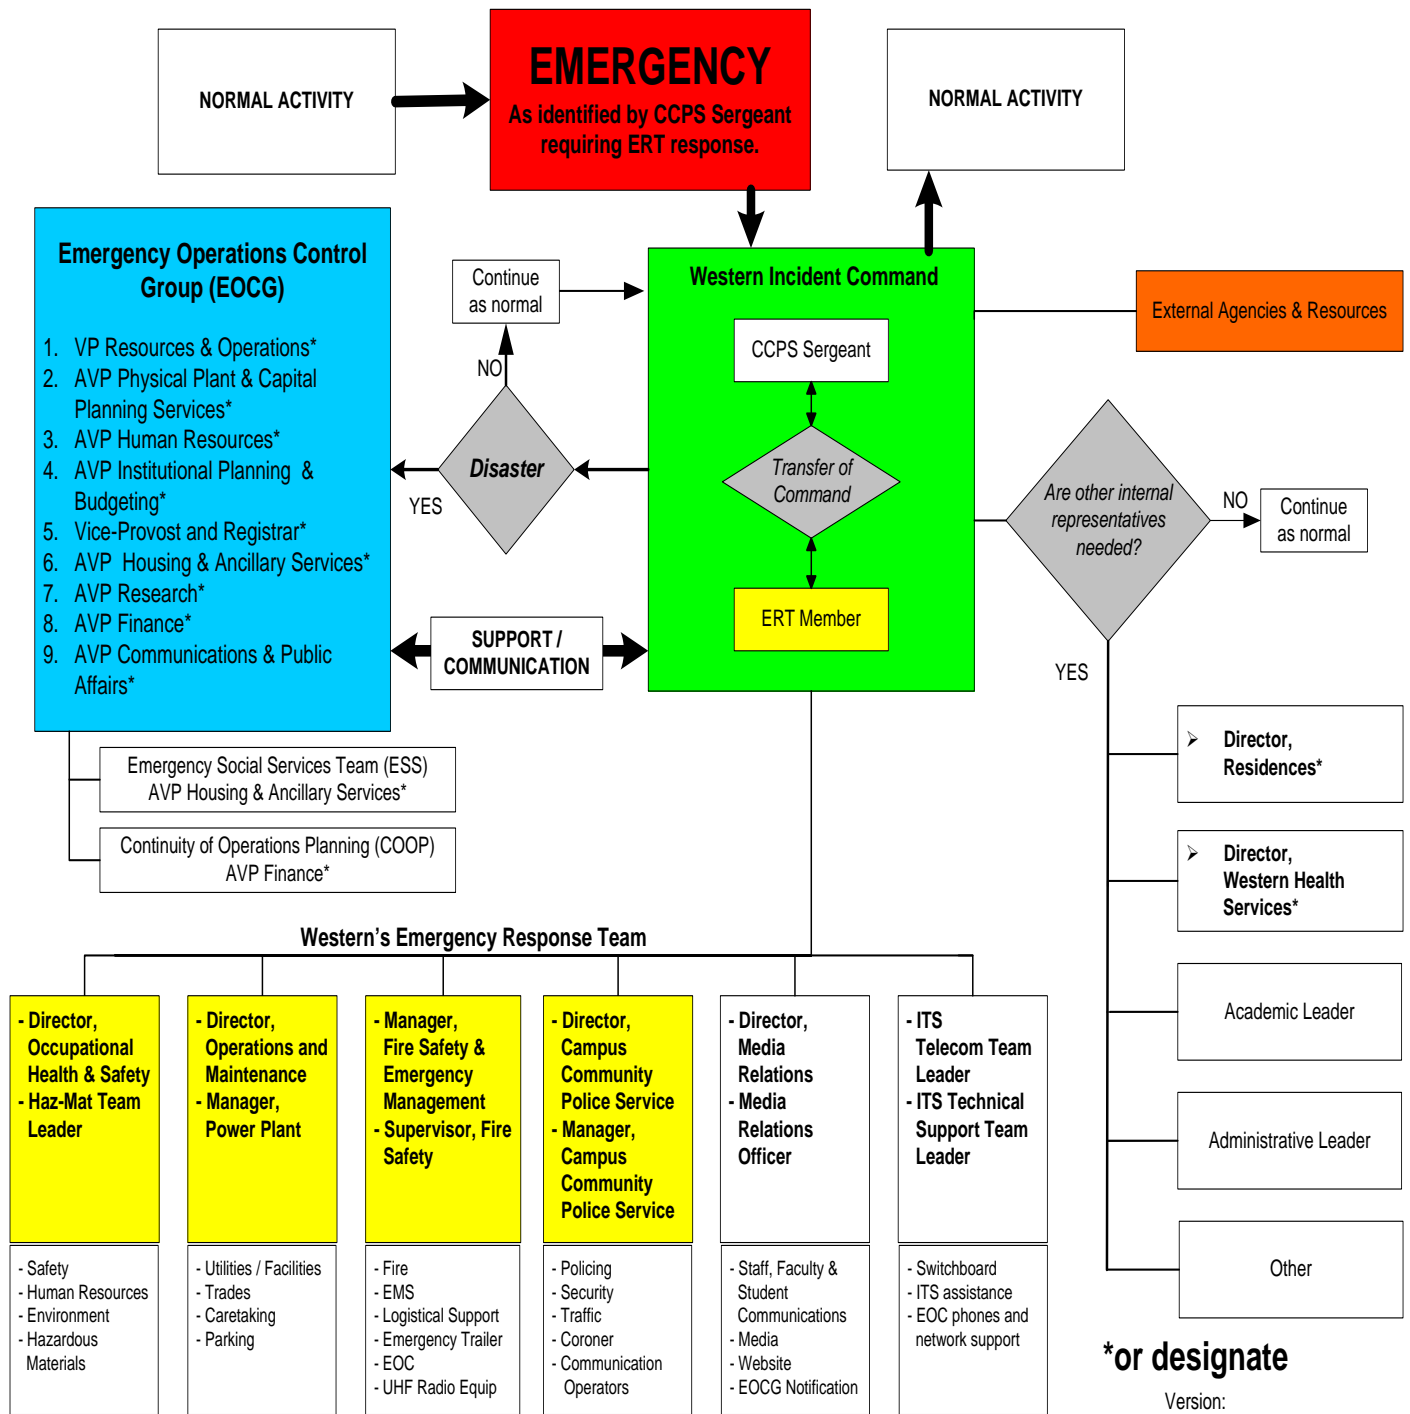 NORMAL ACTIVITY
EMERGENCY
As identified by CCPS Sergeant
requiring ERT response.
NORMAL ACTIVITY
Emergency Operations Control
Group (EOCG)
1. VP Resources & Operations*
2. AVP Physical Plant & Capital
Planning Services*
3. AVP Human Resources*
4. AVP Institutional Planning &
Budgeting*
5. Vice-Provost and Registrar*
6. AVP Housing & Ancillary Services*
7. AVP Research*
8. AVP Finance*
9. AVP Communications & Public
Affairs*
Continue
as normal
NO
Disaster
YES
SUPPORT /
COMMUNICATION
Western Incident Command
CCPS Sergeant
Transfer of
Command
ERT Member
External Agencies & Resources
Are other internal
representatives
needed?
NO
Continue
as normal
YES
➢ Director,
Residences*
➢ Director,
Western Health
Services*
Academic Leader
Administrative Leader
Other
Emergency Social Services Team (ESS)
AVP Housing & Ancillary Services*
Continuity of Operations Planning (COOP)
AVP Finance*
Western's Emergency Response Team
- Director,
Occupational
Health & Safety
- Haz-Mat Team
Leader
- Safety
- Human Resources
- Environment
- Hazardous
Materials
- Director,
Operations and
Maintenance
- Manager,
Power Plant
- Utilities / Facilities
- Trades
- Caretaking
- Parking
- Manager,
Fire Safety &
Emergency
Management
- Supervisor, Fire
Safety
- Fire
- EMS
- Logistical Support
- Emergency Trailer
- EOC
- UHF Radio Equip
- Director,
Campus
Community
Police Service
- Manager,
Campus
Community
Police Service
- Policing
- Security
- Traffic
- Coroner
- Communication
Operators
- Director,
Media
Relations
- Media
Relations
Officer
- Staff, Faculty &
Student
Communications
- Media
- Website
- EOCG Notification
- ITS
Telecom Team
Leader
- ITS Technical
Support Team
Leader
- Switchboard
- ITS assistance
- EOC phones and
network support
*or designate
Version: